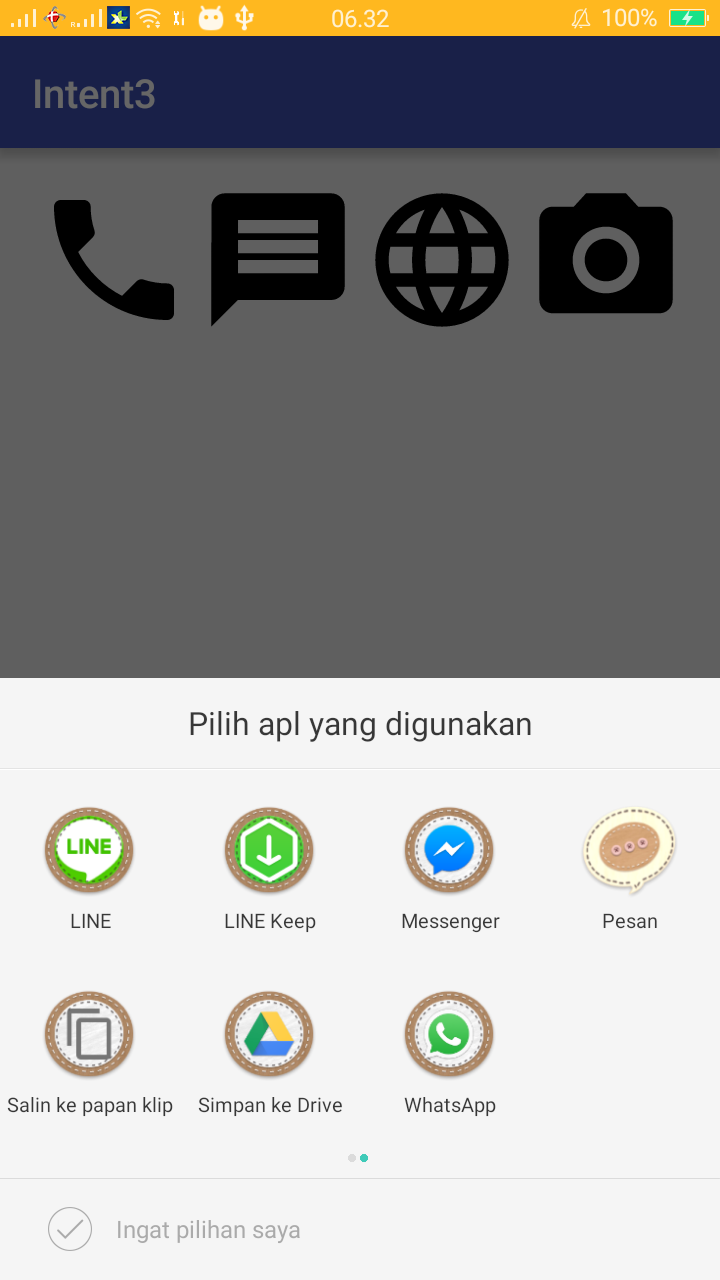 06.32
100%
Intent3
Pilih apl yang digunakan
LINE
LINE
LINE Keep
Messenger
Pesan
Salin ke papan klip
Simpan ke Drive
WhatsApp
Ingat pilihan saya